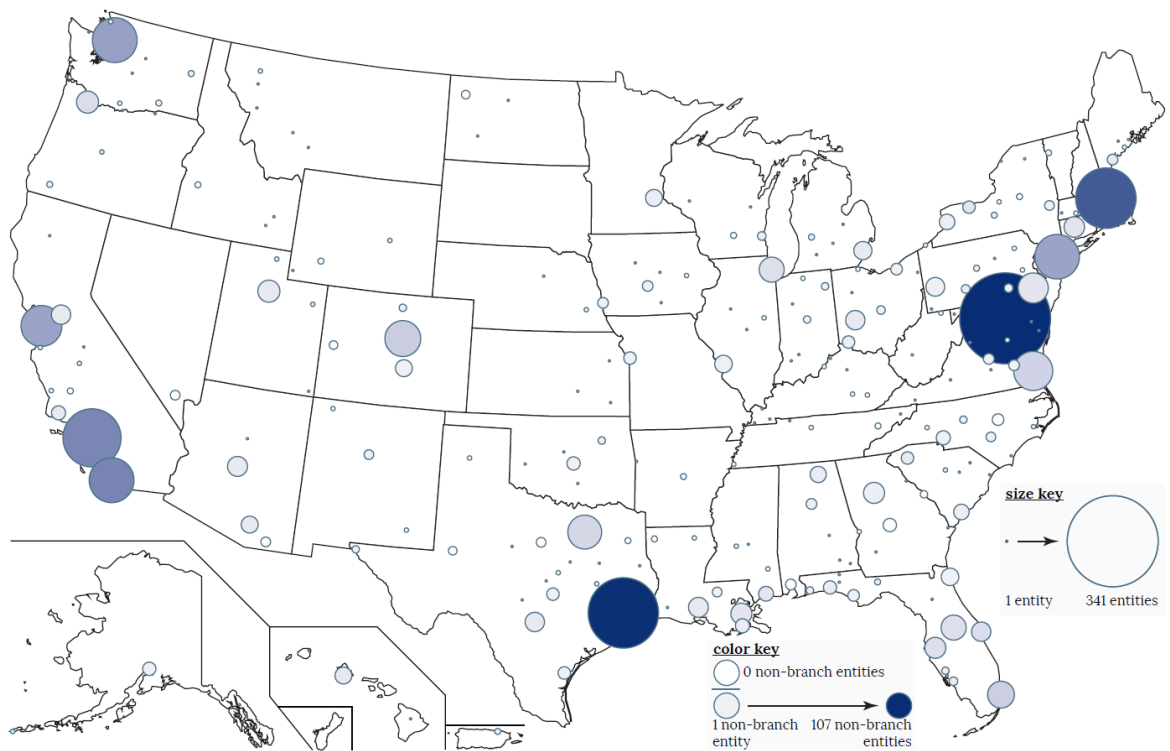 size key
1 entity 341 entities
color key
0 non-branch entities
1 non-branch 107 non-branch
entity entities